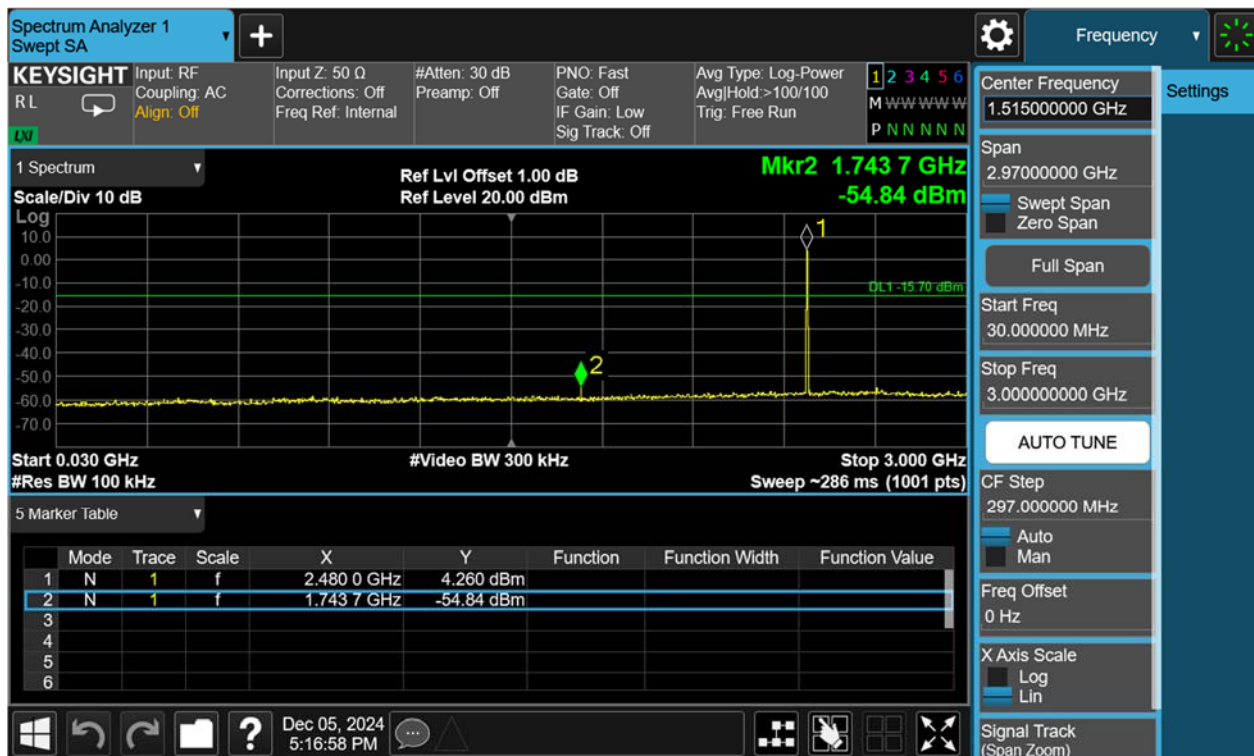 Spectrum Analyzer 1
Swept SA
+
Frequency
KEYSIGHT
R L
LXI
Input: RF
Coupling: AC
Align: Off
Input Z: 50 Ω
Corrections: Off
Freq Ref: Internal
#Atten: 30 dB
Preamp: Off
PNO: Fast
Gate: Off
IF Gain: Low
Sig Track: Off
Avg Type: Log-Power
Avg|Hold:>100/100
Trig: Free Run
1 2 3 4 5 6
M W W W W W
P N N N N N
Center Frequency
1.515000000 GHz
Settings
1 Spectrum
Scale/Div 10 dB
Ref Lvl Offset 1.00 dB
Ref Level 20.00 dBm
Mkr2 1.743 7 GHz
-54.84 dBm
Log
10.0
0.00
-10.0
-20.0
-30.0
-40.0
-50.0
-60.0
-70.0
1
2
DL1 -15.70 dBm
Start 0.030 GHz
#Res BW 100 kHz
#Video BW 300 kHz
Stop 3.000 GHz
Sweep ~286 ms (1001 pts)
Span
2.97000000 GHz
Swept Span
Zero Span
Full Span
Start Freq
30.000000 MHz
Stop Freq
3.000000000 GHz
AUTO TUNE
CF Step
297.000000 MHz
Auto
Man
Freq Offset
0 Hz
X Axis Scale
Log
Lin
Signal Track
(Span Zoom)
5 Marker Table
Mode Trace Scale X Y Function Function Width Function Value
1 N 1 f 2.480 0 GHz 4.260 dBm
2 N 1 f 1.743 7 GHz -54.84 dBm
3
4
5
6
?
Dec 05, 2024
5:16:58 PM